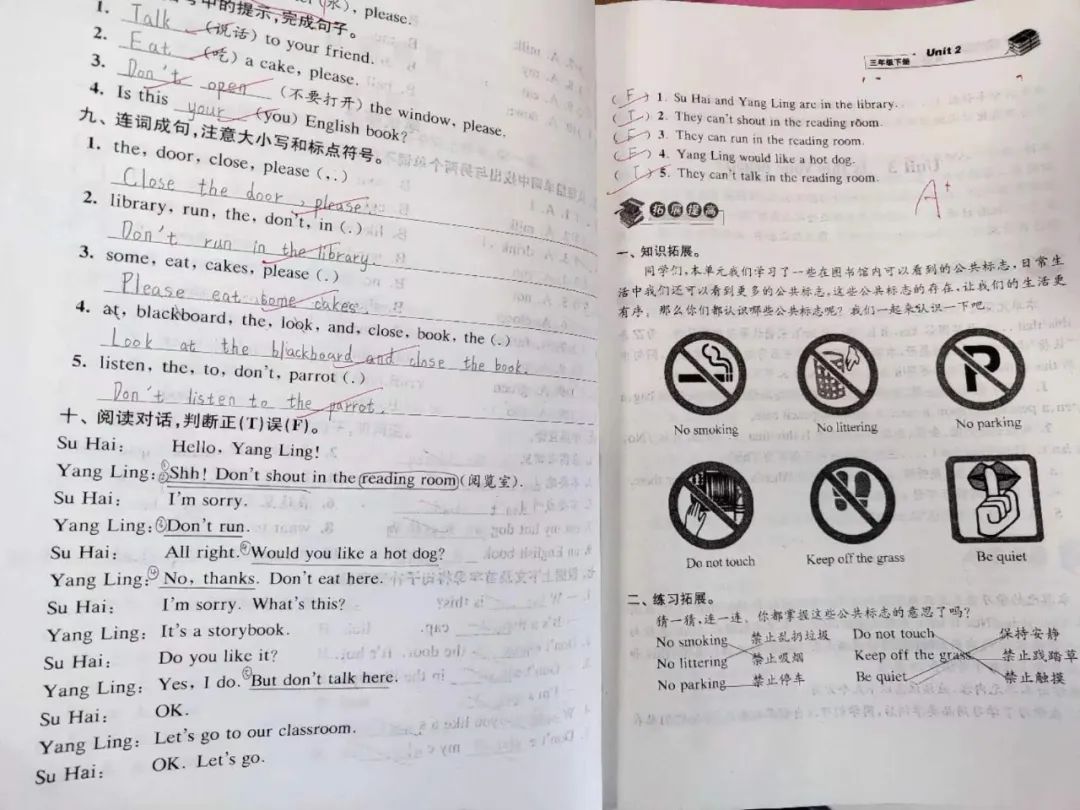 (水), please.
中的提示,完成句子。
1. Talk (说话) to your friend.
2. Eat (吃) a cake, please.
3. Don't open (不要打开) the window, please.
4. Is this your (you) English book?
九、连词成句,注意大小写和标点符号。
1. the, door, close, please (,.)
Close the door, please.
2. library, run, the, don't, in (.)
Don't run in the library.
3. some, eat, cakes, please (.)
Please eat some cakes.
4. at, blackboard, the, look, and, close, book, the (.)
Look at the blackboard and close the book.
5. listen, the, to, don't, parrot (.)
Don't listen to the parrot.
十、阅读对话,判断正(T)误(F)。
Su Hai: Hello, Yang Ling!
Yang Ling: Shh! Don't shout in the reading room(阅览室).
Su Hai: I'm sorry.
Yang Ling: Don't run.
Su Hai: All right. Would you like a hot dog?
Yang Ling: No, thanks. Don't eat here.
Su Hai: I'm sorry. What's this?
Yang Ling: It's a storybook.
Su Hai: Do you like it?
Yang Ling: Yes, I do. But don't talk here.
Su Hai: OK.
Yang Ling: Let's go to our classroom.
Su Hai: OK. Let's go.
三年级下册 Unit 2
(F) 1. Su Hai and Yang Ling are in the library.
(T) 2. They can't shout in the reading room.
(F) 3. They can run in the reading room.
(F) 4. Yang Ling would like a hot dog.
(T) 5. They can't talk in the reading room.
A+
拓展提高
一、知识拓展。
同学们,本单元我们学习了一些在图书馆内可以看到的公共标志,日常生
活中我们还可以看到更多的公共标志,这些公共标志的存在,让我们的生活更
有序。那么你们都认识哪些公共标志呢?我们一起来认识一下吧。
P
No smoking No littering No parking
Do not touch Keep off the grass Be quiet
二、练习拓展。
猜一猜,连一连。你都掌握这些公共标志的意思了吗?
No smoking 禁止乱扔垃圾 Do not touch 保持安静
No littering 禁止吸烟 Keep off the grass 禁止践踏草
No parking 禁止停车 Be quiet 禁止触摸